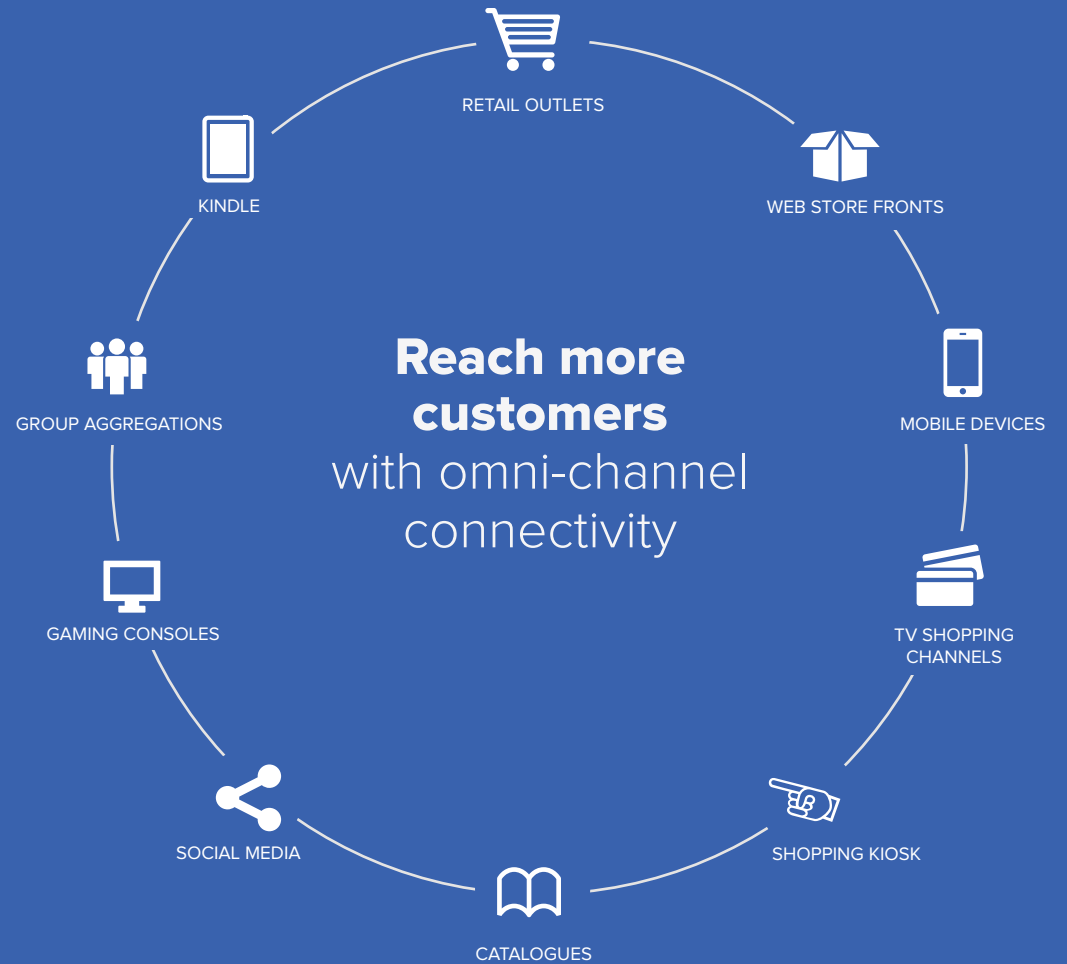 RETAIL OUTLETS
KINDLE
WEB STORE FRONTS
Reach more
customers
with omni-channel
connectivity
GROUP AGGREGATIONS
MOBILE DEVICES
GAMING CONSOLES
TV SHOPPING
CHANNELS
SOCIAL MEDIA
SHOPPING KIOSK
CATALOGUES